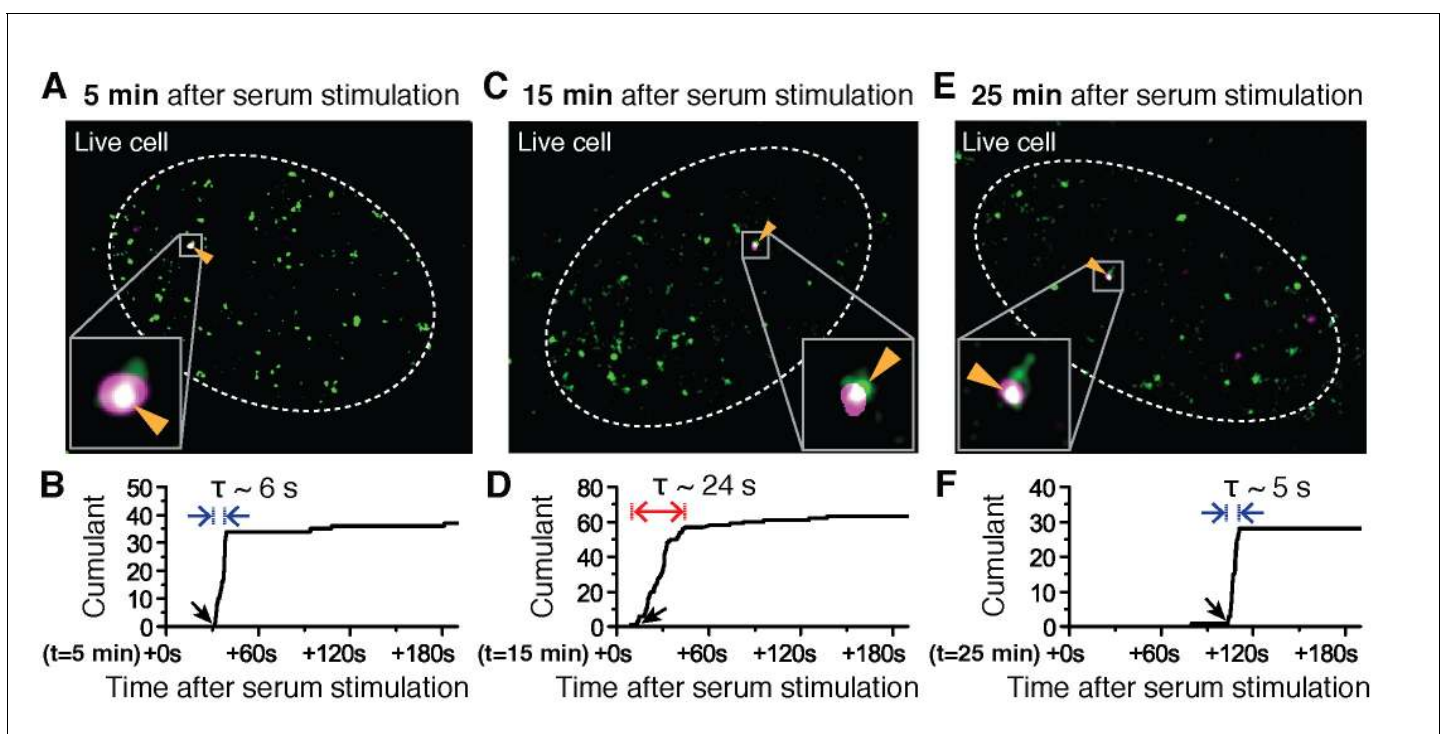 A 5 min after serum stimulation
Live cell
C 15 min after serum stimulation
Live cell
E 25 min after serum stimulation
Live cell
B
τ ~ 6 s
Cumulant
50
40
30
20
10
0
(t=5 min) +0s +60s +120s +180s
Time after serum stimulation
D
τ ~ 24 s
Cumulant
80
60
40
20
0
(t=15 min) +0s +60s +120s +180s
Time after serum stimulation
F
τ ~ 5 s
Cumulant
40
30
20
10
0
(t=25 min) +0s +60s +120s +180s
Time after serum stimulation